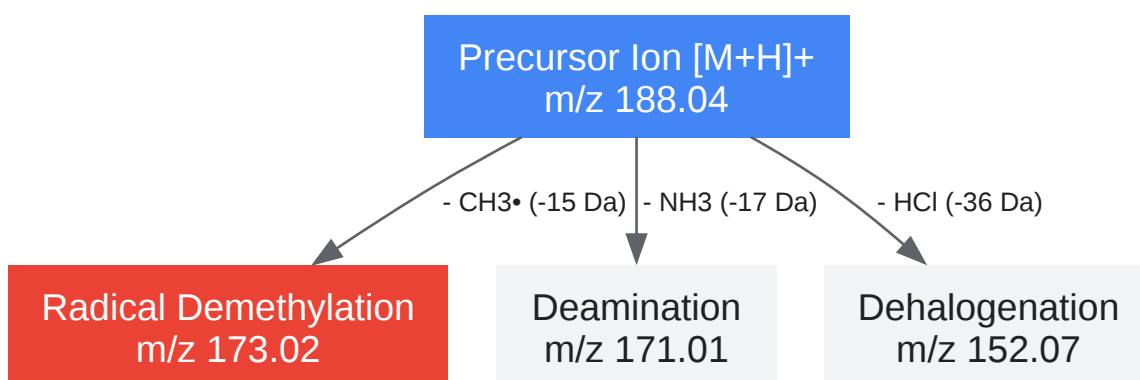 Precursor Ion [M+H]+
m/z 188.04
- CH3• (-15 Da)
- NH3 (-17 Da)
- HCl (-36 Da)
Radical Demethylation
m/z 173.02
Deamination
m/z 171.01
Dehalogenation
m/z 152.07